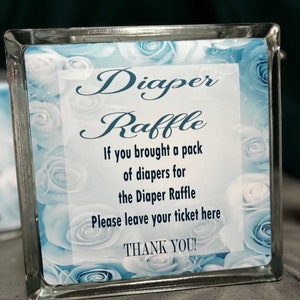 Diaper
Raffle
If you brought a pack
of diapers for
the Diaper Raffle
Please leave your ticket here
THANK YOU!